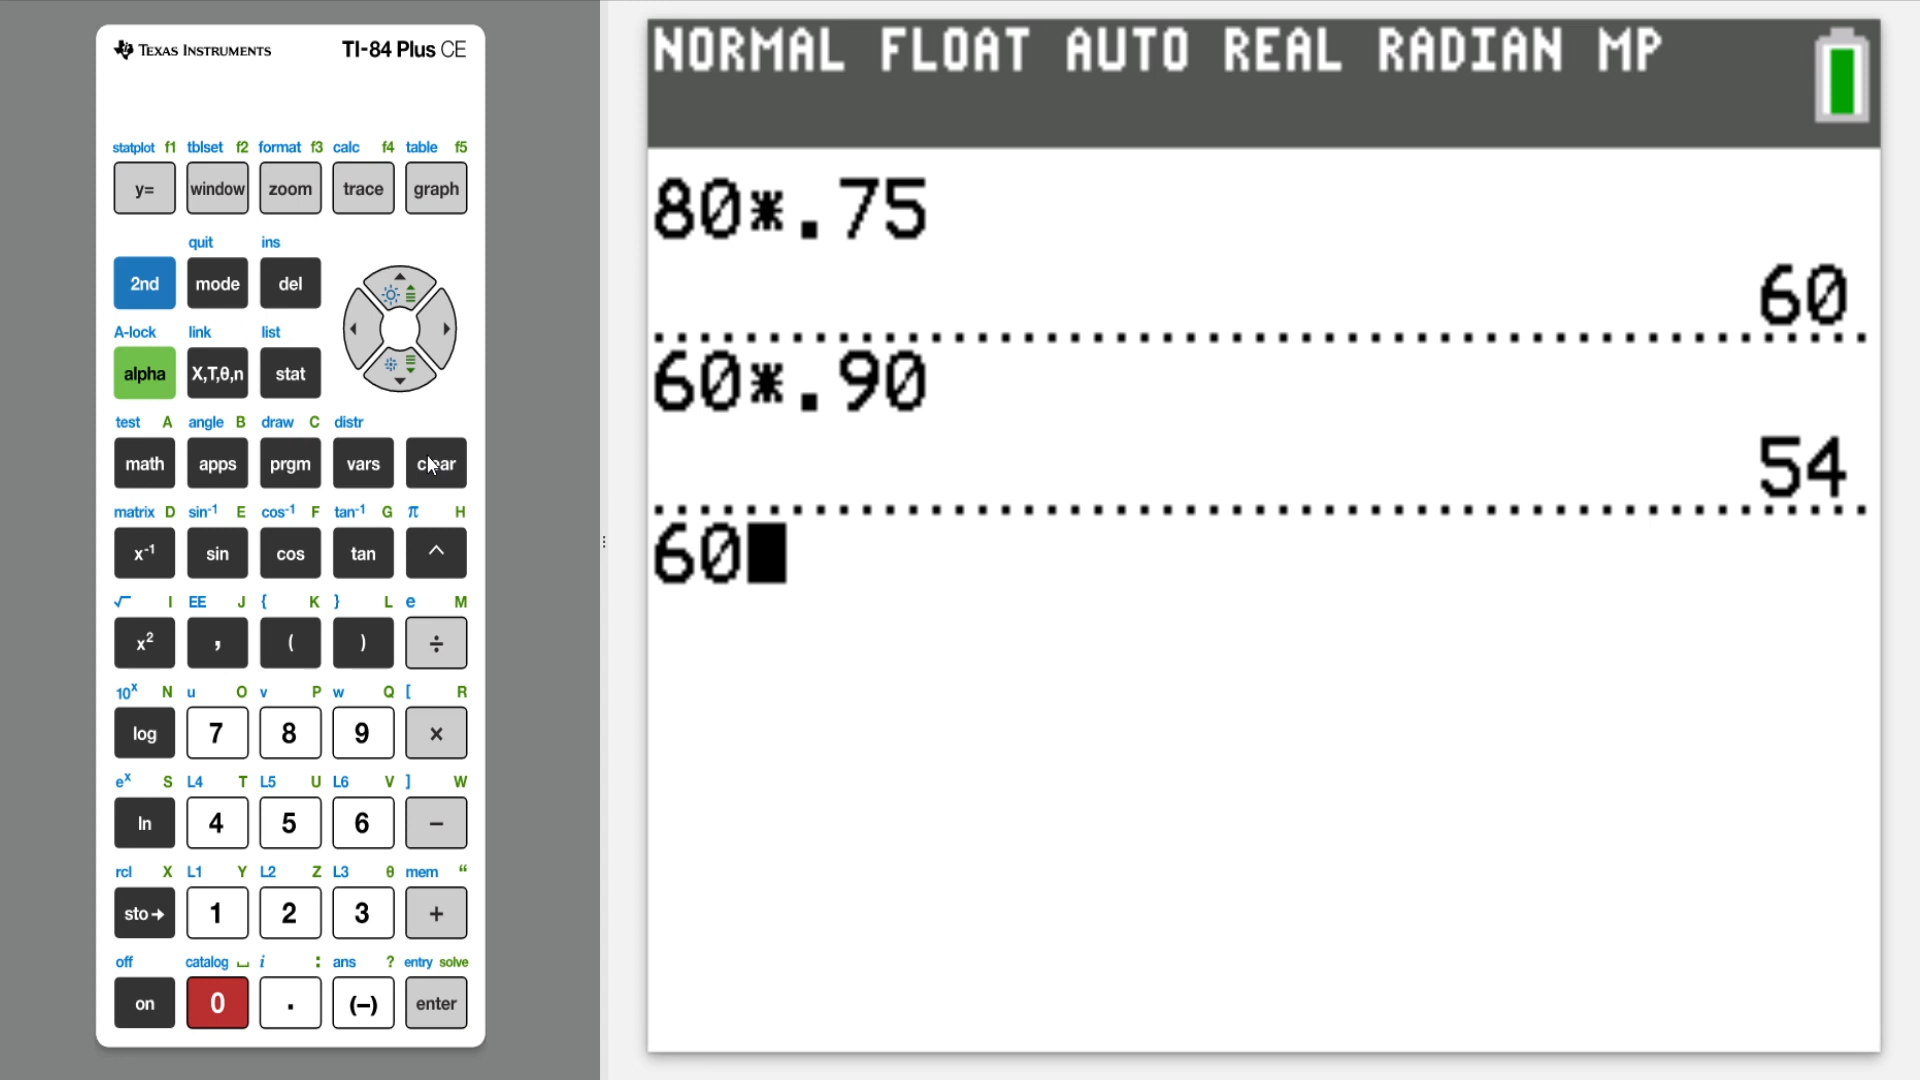 TEXAS INSTRUMENTS TI-84 Plus CE
statplot f1 tblset f2 format f3 calc f4 table f5
y= window zoom trace graph
quit ins
2nd mode del
A-lock link list
alpha X,T,θ,n stat
test A angle B draw C distr
math apps prgm vars clear
matrix D sin⁻¹ E cos⁻¹ F tan⁻¹ G π H
x⁻¹ sin cos tan ^
√ I EE J { K } L e M
x² , ( ) ÷
10ˣ N u O v P w Q [ R
log 7 8 9 ×
eˣ S L4 T L5 U L6 V ] W
ln 4 5 6 −
rcl X L1 Y L2 Z L3 θ mem “
sto→ 1 2 3 +
off catalog ⎵ i : ans ? entry solve
on 0 . (−) enter
NORMAL FLOAT AUTO REAL RADIAN MP
80*.75
60
60*.90
54
60